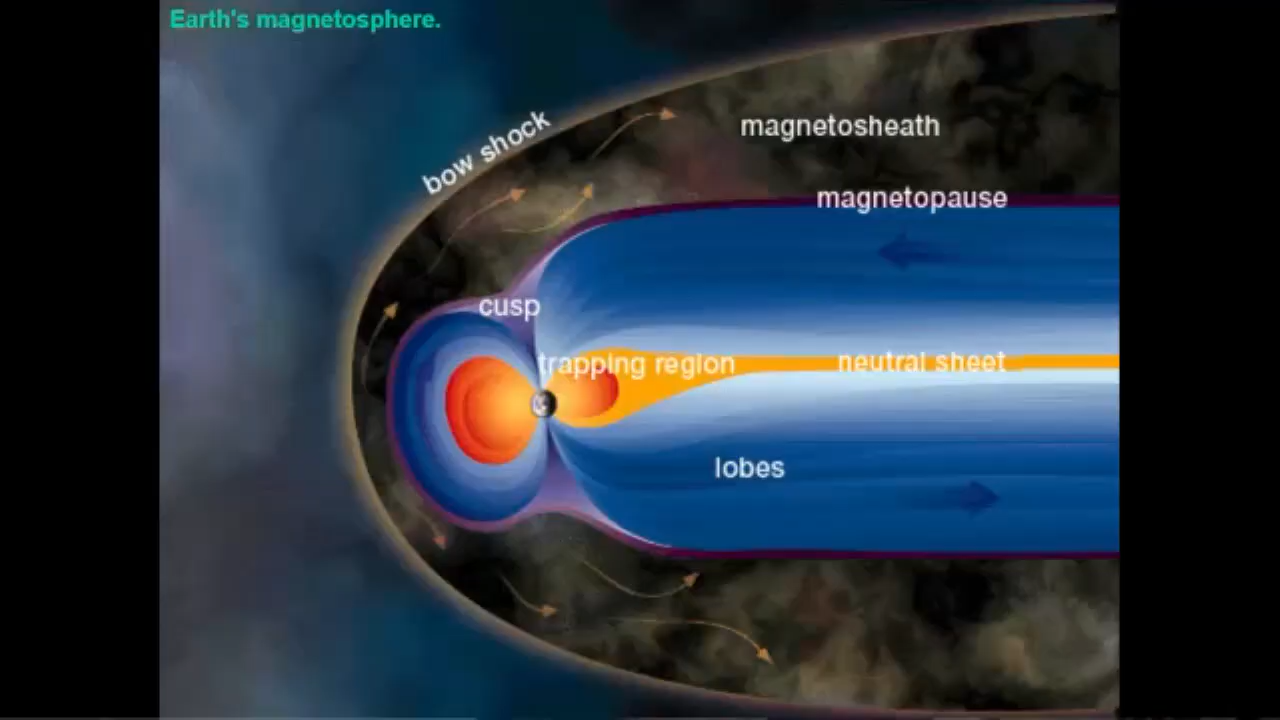 Earth's magnetosphere.
bow shock
magnetosheath
magnetopause
cusp
trapping region
neutral sheet
lobes